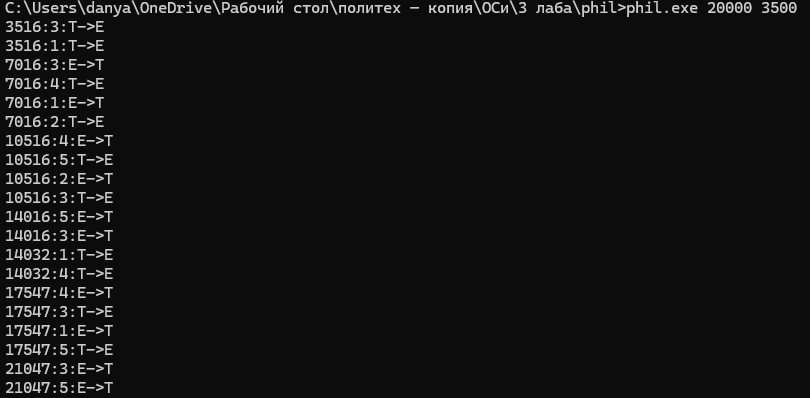 C:\Users\danya\OneDrive\Рабочий стол\политех — копия\ОСи\3 лаба\phil>phil.exe 20000 3500
3516:3:T->E
3516:1:T->E
7016:3:E->T
7016:4:T->E
7016:1:E->T
7016:2:T->E
10516:4:E->T
10516:5:T->E
10516:2:E->T
10516:3:T->E
14016:5:E->T
14016:3:E->T
14032:1:T->E
14032:4:T->E
17547:4:E->T
17547:3:T->E
17547:1:E->T
17547:5:T->E
21047:3:E->T
21047:5:E->T